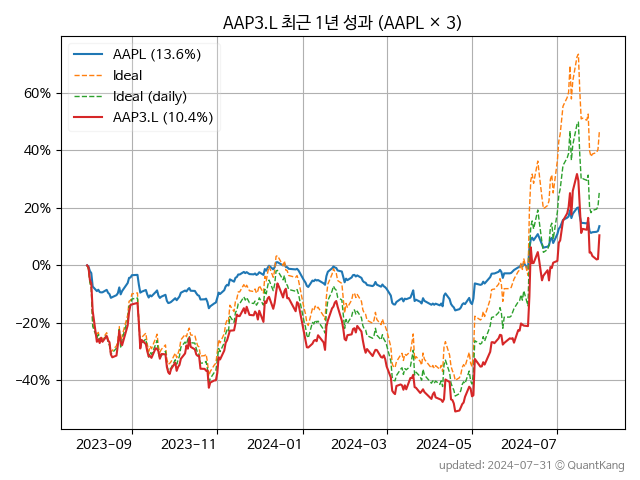 AAP3.L 최근 1년 성과 (AAPL × 3)
AAPL (13.6%)
Ideal
Ideal (daily)
AAP3.L (10.4%)
60%
40%
20%
0%
−20%
−40%
2023-09
2023-11
2024-01
2024-03
2024-05
2024-07
updated: 2024-07-31 © QuantKang